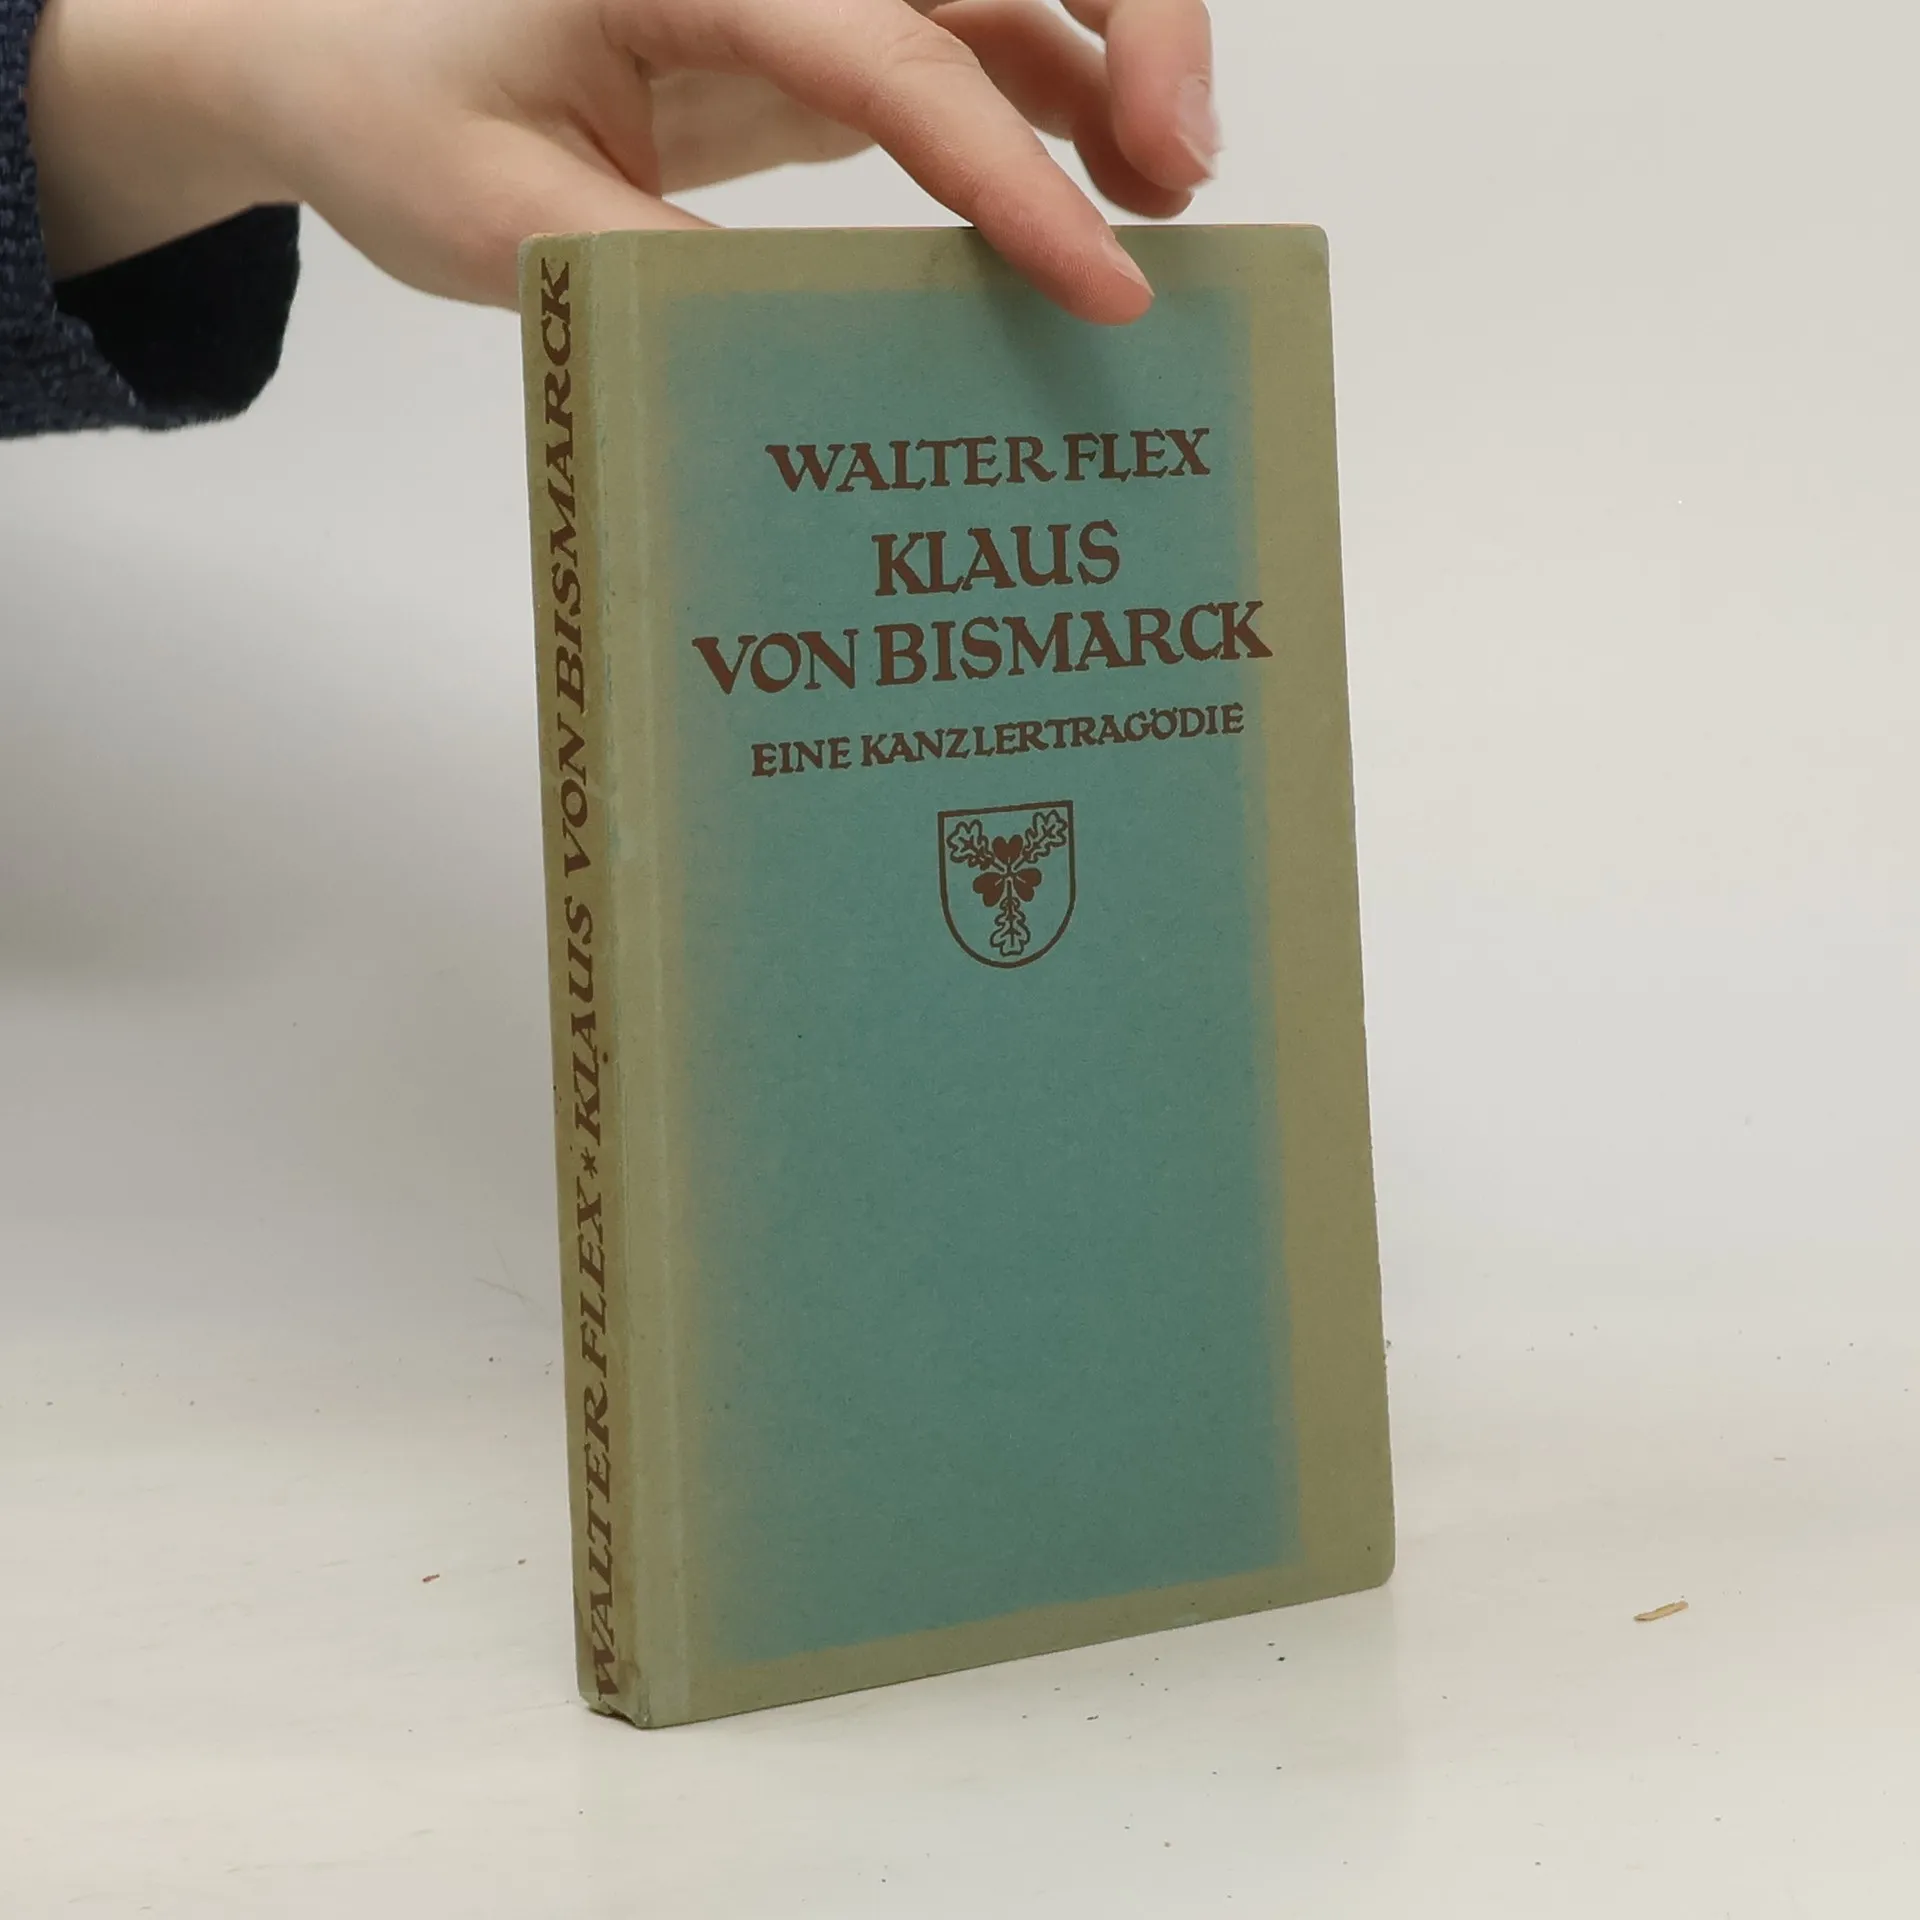 WALTER FLEX
KLAUS
VON BISMARCK
EINE KANZLERTRAGÖDIE
WALTER FLEX * KLAUS VON BISMARCK